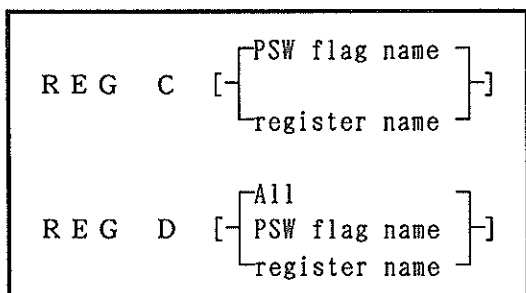 PSW flag name
REG C [ ]
register name
All
REG D [ PSW flag name ]
register name